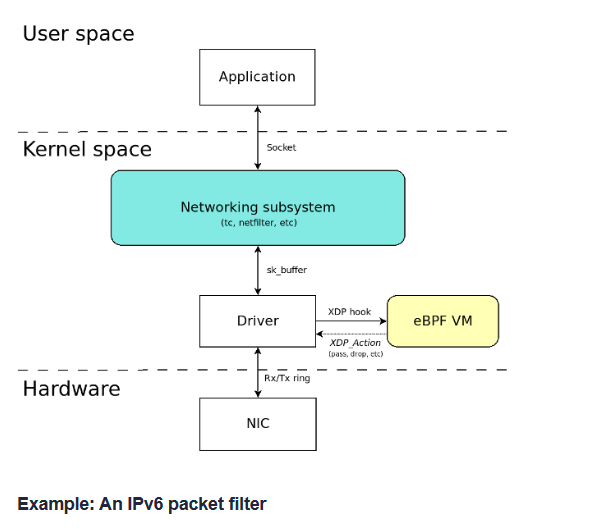 User space
Application
Socket
Kernel space
Networking subsystem
(tc, netfilter, etc)
sk_buffer
Driver
XDP hook
eBPF VM
XDP_Action
(pass, drop, etc)
Rx/Tx ring
Hardware
NIC
Example: An IPv6 packet filter